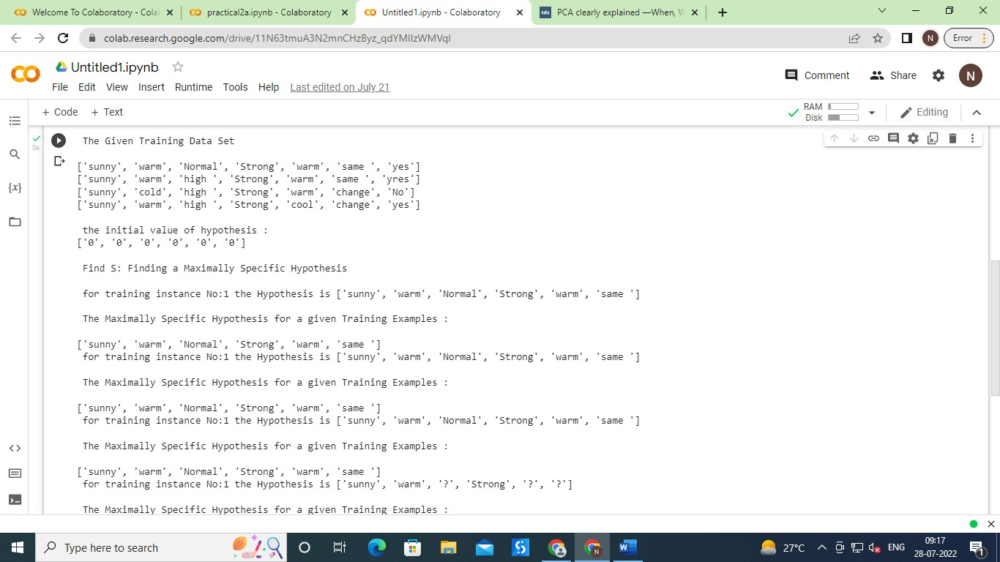 Welcome To Colaboratory - Cola
practical2a.ipynb - Colaboratory
Untitled1.ipynb - Colaboratory
tds
PCA clearly explained —When, W
colab.research.google.com/drive/11N63tmuA3N2mnCHzByz_qdYMIIzWMVqI
N
Error
Untitled1.ipynb
File Edit View Insert Runtime Tools Help Last edited on July 21
Comment
Share
N
+ Code + Text
RAM
Disk
Editing
0s
{x}
The Given Training Data Set
['sunny', 'warm', 'Normal', 'Strong', 'warm', 'same ', 'yes']
['sunny', 'warm', 'high ', 'Strong', 'warm', 'same ', 'yres']
['sunny', 'cold', 'high ', 'Strong', 'warm', 'change', 'No']
['sunny', 'warm', 'high ', 'Strong', 'cool', 'change', 'yes']
the initial value of hypothesis :
['0', '0', '0', '0', '0', '0']
Find S: Finding a Maximally Specific Hypothesis
for training instance No:1 the Hypothesis is ['sunny', 'warm', 'Normal', 'Strong', 'warm', 'same ']
The Maximally Specific Hypothesis for a given Training Examples :
['sunny', 'warm', 'Normal', 'Strong', 'warm', 'same ']
for training instance No:1 the Hypothesis is ['sunny', 'warm', 'Normal', 'Strong', 'warm', 'same ']
The Maximally Specific Hypothesis for a given Training Examples :
['sunny', 'warm', 'Normal', 'Strong', 'warm', 'same ']
for training instance No:1 the Hypothesis is ['sunny', 'warm', 'Normal', 'Strong', 'warm', 'same ']
The Maximally Specific Hypothesis for a given Training Examples :
['sunny', 'warm', 'Normal', 'Strong', 'warm', 'same ']
for training instance No:1 the Hypothesis is ['sunny', 'warm', '?', 'Strong', '?', '?']
The Maximally Specific Hypothesis for a given Training Examples :
Type here to search
27°C
ENG
09:17
28-07-2022
1